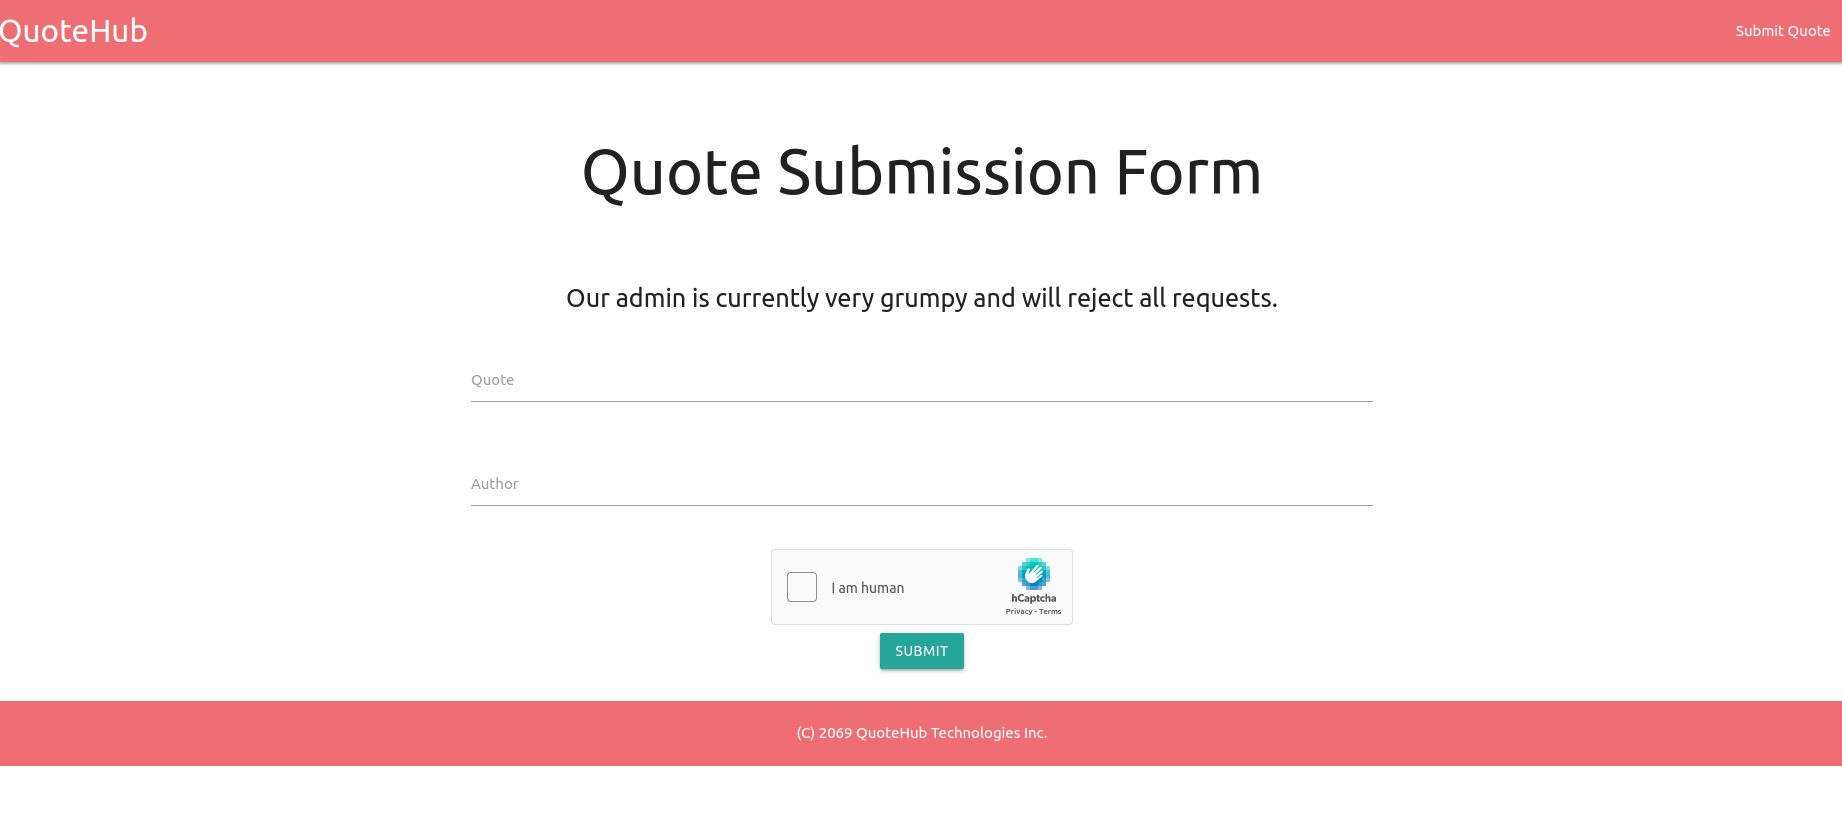 QuoteHub
Submit Quote
Quote Submission Form
Our admin is currently very grumpy and will reject all requests.
Quote
Author
I am human
hCaptcha
Privacy - Terms
SUBMIT
(C) 2069 QuoteHub Technologies Inc.